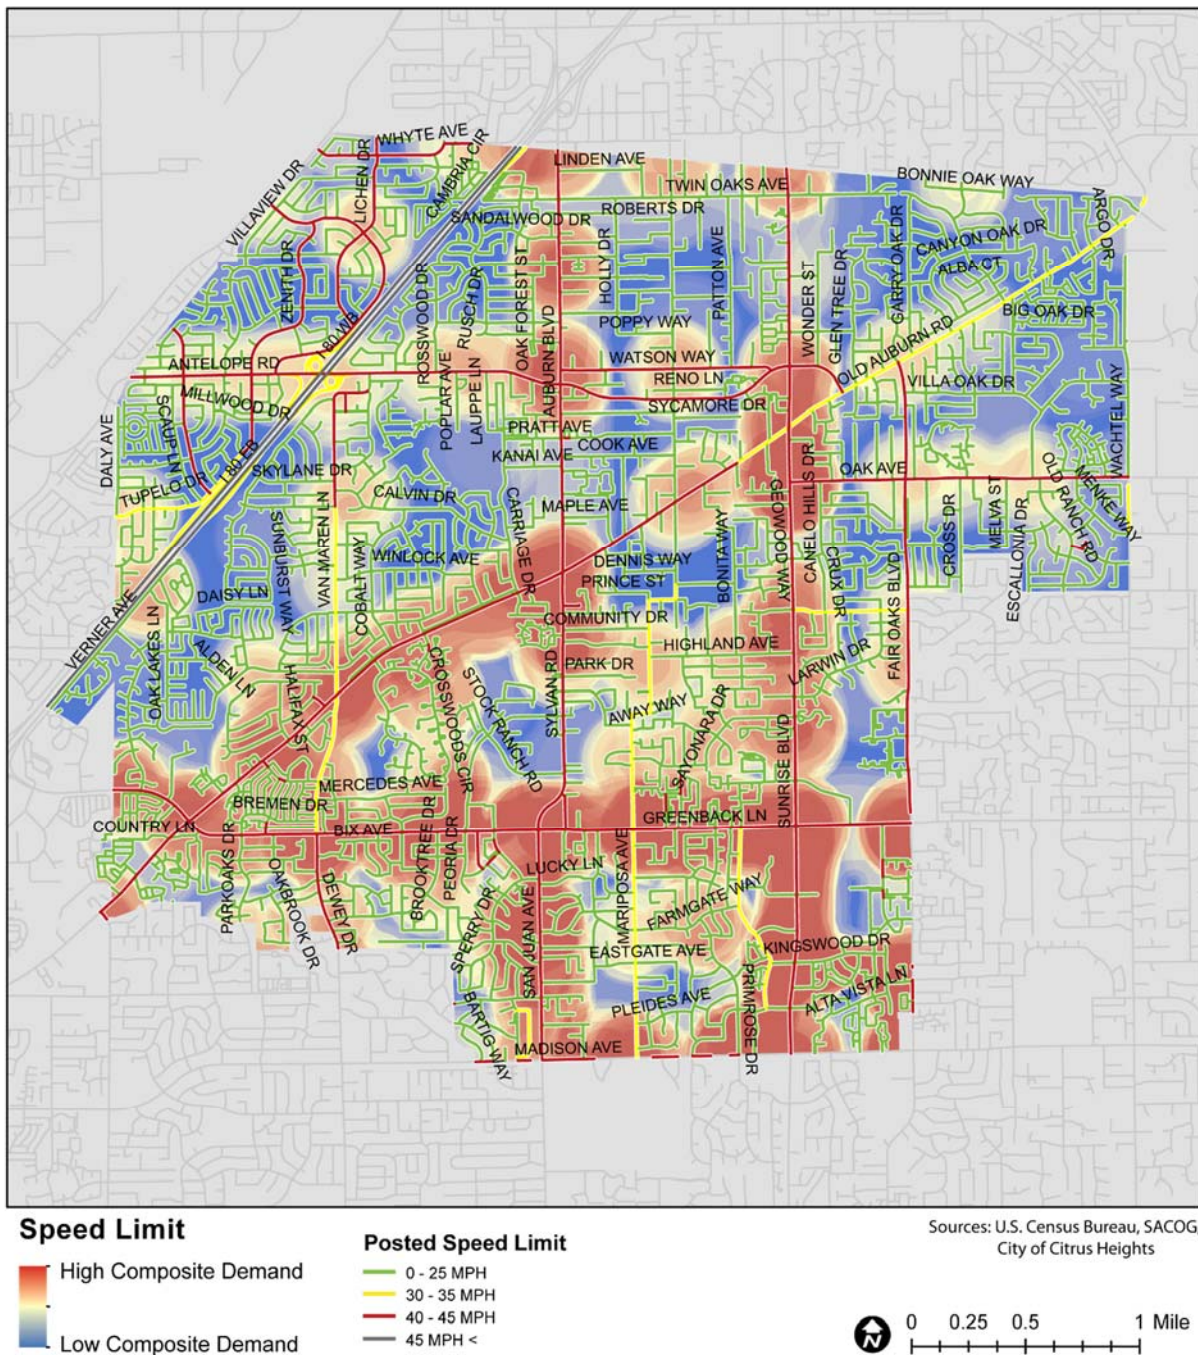 WHYTE AVE
LINDEN AVE
CAMBRIA CIR
BONNIE OAK WAY
TWIN OAKS AVE
VILLAVIEW DR
LICHEN DR
ROBERTS DR
SANDALWOOD DR
ARGO DR
CANYON OAK DR
ZENITH DR
HOLLY DR
PATTON AVE
GARRY OAK DR
ALBA CT
ROSSWOOD DR
RUSCH DR
OAK FOREST ST
WONDER ST
GLEN TREE DR
BIG OAK DR
I 80 WB
POPPY WAY
OLD AUBURN RD
ANTELOPE RD
WATSON WAY
RENO LN
VILLA OAK DR
MILLWOOD DR
POPLAR AVE
LAUPPE LN
AUBURN BLVD
SYCAMORE DR
WACHTEL WAY
DALY AVE
SCAUP LN
PRATT AVE
COOK AVE
KANAI AVE
I 80 EB
SKYLANE DR
OAK AVE
TUPELO DR
CALVIN DR
CARRIAGE DR
MAPLE AVE
GEOWOOD WAY
CANELO HILLS DR
OLD RANCH RD
MENKE WAY
SUNBURST WAY
VAN MAREN LN
COBALT WAY
WINLOCK AVE
DENNIS WAY
PRINCE ST
BONITA WAY
CRUX DR
FAIR OAKS BLVD
CROSS DR
MELVA ST
ESCALLONIA DR
DAISY LN
VERNER AVE
COMMUNITY DR
OAK LAKES LN
ALDEN LN
HALIFAX ST
CROSSWOODS CIR
STOCK RANCH RD
SYLVAN RD
PARK DR
HIGHLAND AVE
LARWIN DR
AWAY WAY
SAYONARA DR
SUNRISE BLVD
MERCEDES AVE
BREMEN DR
COUNTRY LN
BIX AVE
GREENBACK LN
PARKOAKS DR
OAKBROOK DR
DEWEY DR
BROOKTREE DR
PEORIA DR
LUCKY LN
MARIPOSA AVE
FARMGATE WAY
SPERRY DR
SAN JUAN AVE
EASTGATE AVE
KINGSWOOD DR
BARTIG WAY
PLEIDES AVE
PRIMROSE DR
ALTA VISTA LN
MADISON AVE
Speed Limit
High Composite Demand
Low Composite Demand
Posted Speed Limit
0 - 25 MPH
30 - 35 MPH
40 - 45 MPH
45 MPH <
Sources: U.S. Census Bureau, SACOG,
City of Citrus Heights
N
0 0.25 0.5 1 Mile